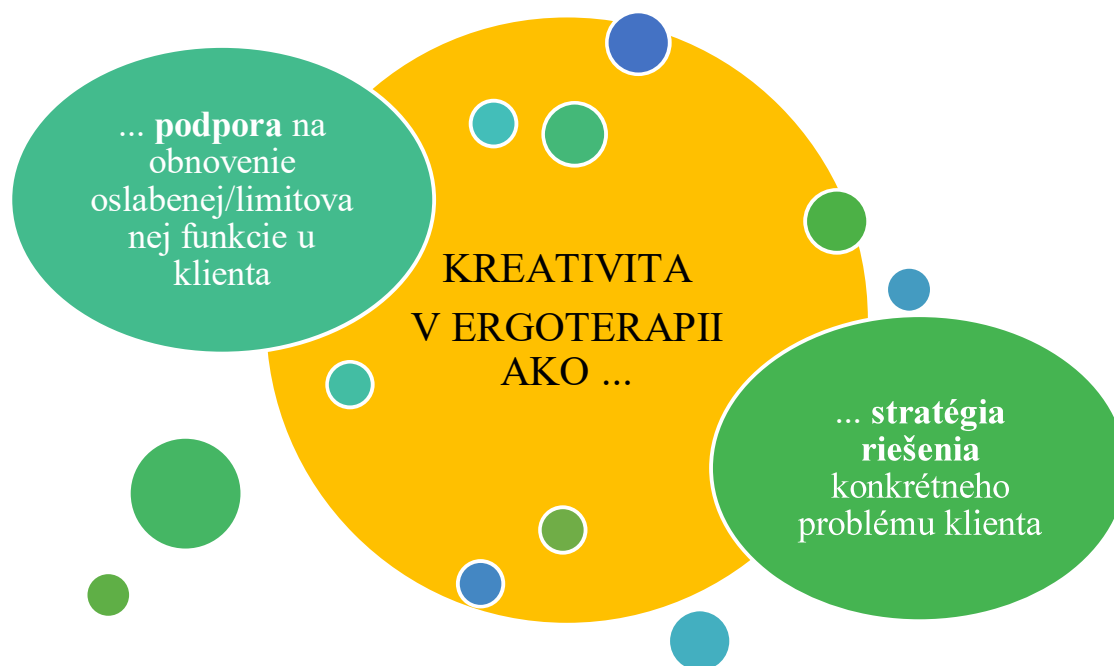 ... podpora na
obnovenie
oslabenej/limitova
nej funkcie u
klienta
KREATIVITA
V ERGOTERAPII
AKO ...
... stratégia
riešenia
konkrétneho
problému klienta